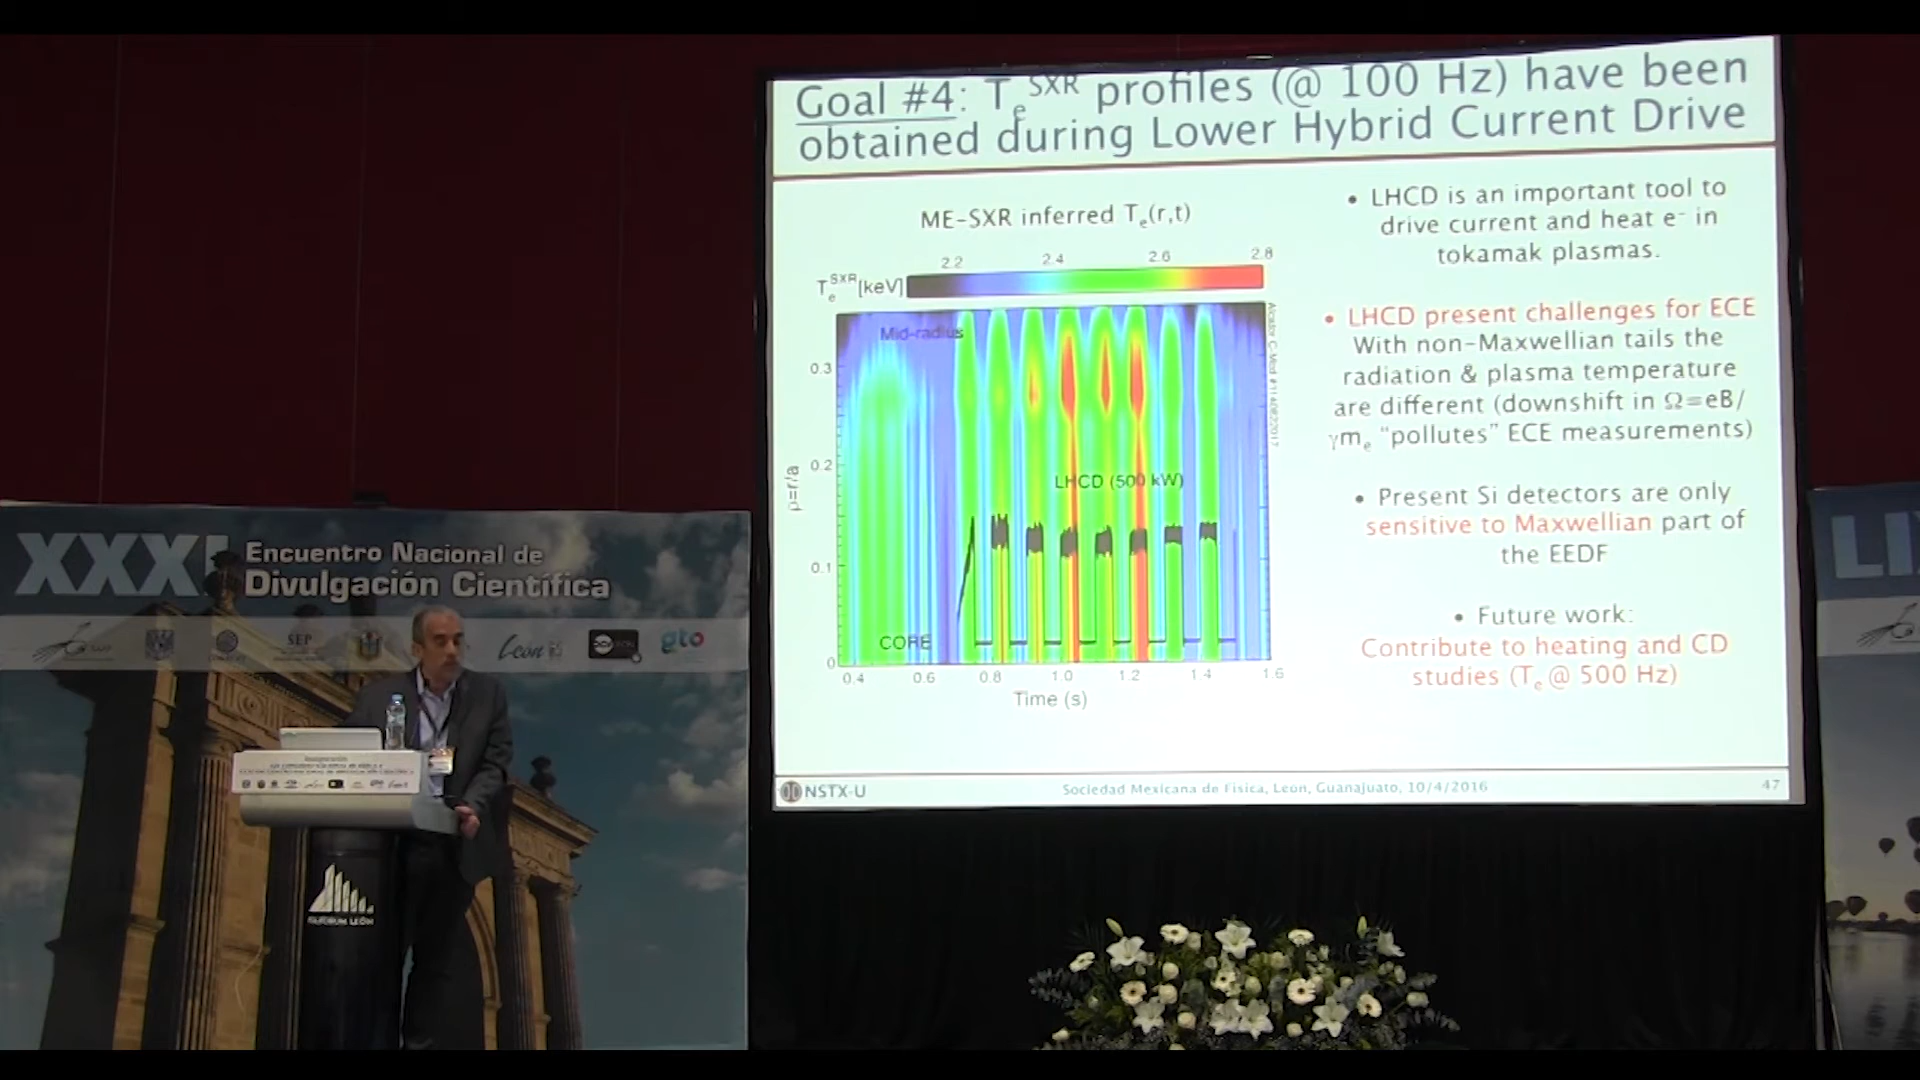 Goal #4: TeSXR profiles (@ 100 Hz) have been
obtained during Lower Hybrid Current Drive
ME-SXR inferred Te(r,t)
2.2 2.4 2.6 2.8
TeSXR[keV]
Mid-radius
0.3
0.2
0.1
0
ρ=r/a
LHCD (500 kW)
CORE
0.4 0.6 0.8 1.0 1.2 1.4 1.6
Time (s)
• LHCD is an important tool to
drive current and heat e- in
tokamak plasmas.
• LHCD present challenges for ECE
With non-Maxwellian tails the
radiation & plasma temperature
are different (downshift in Ω=eB/
γme "pollutes" ECE measurements)
• Present Si detectors are only
sensitive to Maxwellian part of
the EEDF
• Future work:
Contribute to heating and CD
studies (Te @ 500 Hz)
NSTX-U
Sociedad Mexicana de Fisica, Leon, Guanajuato, 10/4/2016
47
XXXI Encuentro Nacional de
Divulgación Científica
SEP
León
gto
LI